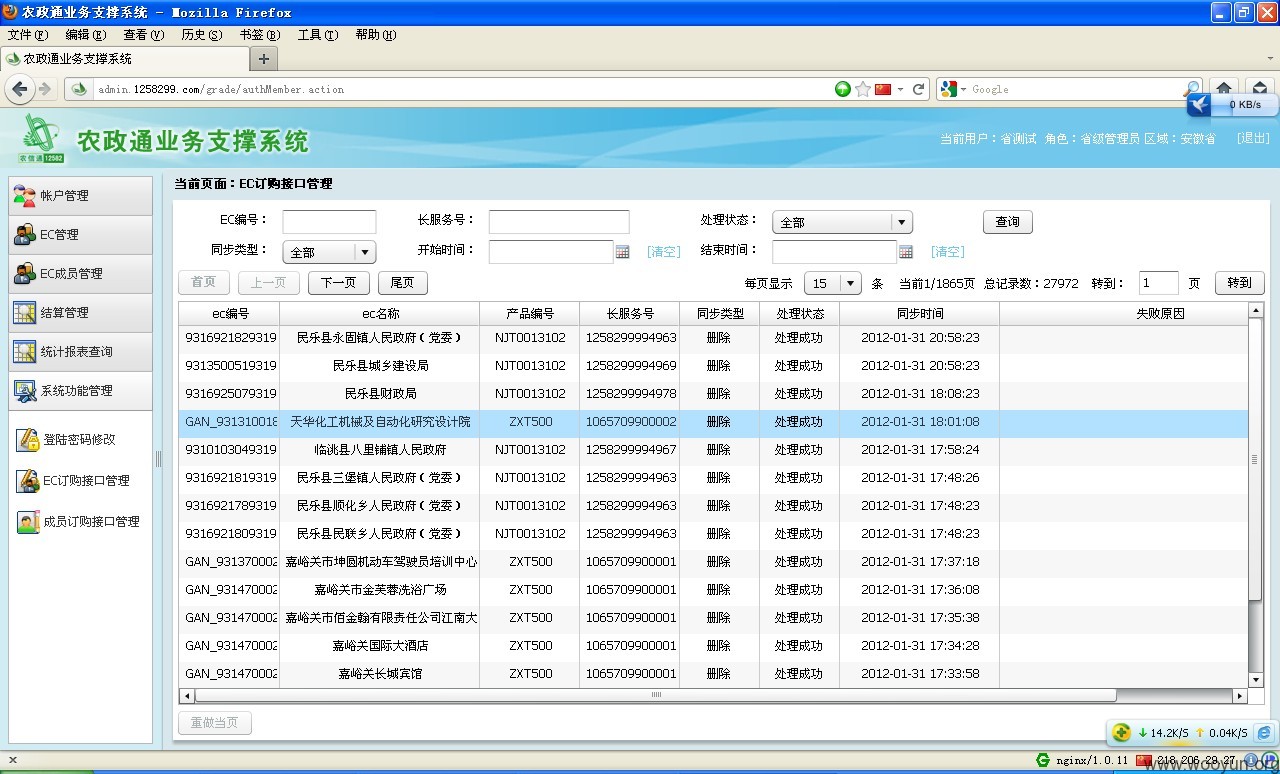 农政通业务支撑系统 - Mozilla Firefox
文件(F) 编辑(E) 查看(V) 历史(S) 书签(B) 工具(T) 帮助(H)
农政通业务支撑系统
admin.1258299.com/grade/authMember.action
Google
0 KB/s
农信通 12582
农政通业务支撑系统
当前用户：省测试 角色：省级管理员 区域：安徽省 [退出]
帐户管理
EC管理
EC成员管理
结算管理
统计报表查询
系统功能管理
登陆密码修改
EC订购接口管理
成员订购接口管理
当前页面：EC订购接口管理
EC编号： 长服务号： 处理状态： 全部 查询
同步类型： 全部 开始时间： [清空] 结束时间： [清空]
首页 上一页 下一页 尾页 每页显示 15 条 当前1/1865页 总记录数：27972 转到： 1 页 转到
ec编号 ec名称 产品编号 长服务号 同步类型 处理状态 同步时间 失败原因
9316921829319 民乐县永固镇人民政府（党委） NJT0013102 1258299994963 删除 处理成功 2012-01-31 20:58:23
9313500519319 民乐县城乡建设局 NJT0013102 1258299994969 删除 处理成功 2012-01-31 20:58:23
9316925079319 民乐县财政局 NJT0013102 1258299994978 删除 处理成功 2012-01-31 18:08:23
GAN_931310018 天华化工机械及自动化研究设计院 ZXT500 1065709900002 删除 处理成功 2012-01-31 18:01:08
9310103049319 临洮县八里铺镇人民政府 NJT0013102 1258299994967 删除 处理成功 2012-01-31 17:58:24
9316921819319 民乐县三堡镇人民政府（党委） NJT0013102 1258299994963 删除 处理成功 2012-01-31 17:48:26
9316921789319 民乐县顺化乡人民政府（党委） NJT0013102 1258299994963 删除 处理成功 2012-01-31 17:48:23
9316921809319 民乐县民联乡人民政府（党委） NJT0013102 1258299994963 删除 处理成功 2012-01-31 17:48:23
GAN_931370002 嘉峪关市坤圆机动车驾驶员培训中心 ZXT500 1065709900001 删除 处理成功 2012-01-31 17:37:18
GAN_931470002 嘉峪关市金芙蓉洗浴广场 ZXT500 1065709900001 删除 处理成功 2012-01-31 17:36:08
GAN_931470002 嘉峪关市佰金翰有限责任公司江南大 ZXT500 1065709900001 删除 处理成功 2012-01-31 17:35:38
GAN_931470002 嘉峪关国际大酒店 ZXT500 1065709900001 删除 处理成功 2012-01-31 17:34:28
GAN_931470002 嘉峪关长城宾馆 ZXT500 1065709900001 删除 处理成功 2012-01-31 17:33:58
重做当页
14.2K/S 0.04K/S
nginx/1.0.11 218.206.29.27
www.wooyun.org